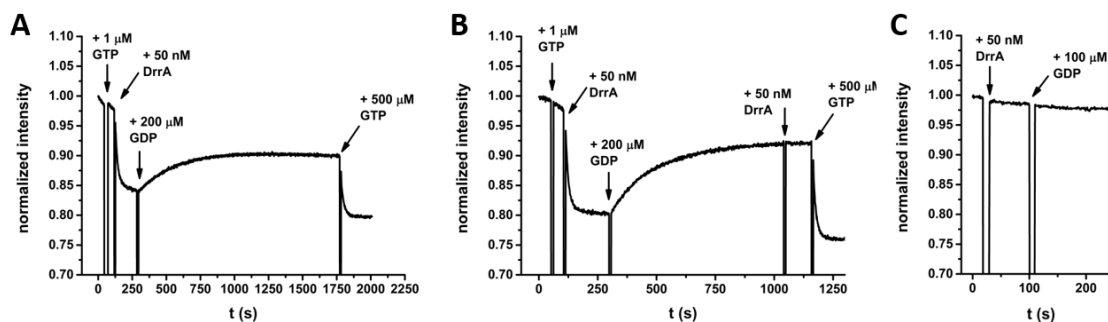 A
normalized intensity
1.10
1.05
1.00
0.95
0.90
0.85
0.80
0.75
0.70
+ 1 μM
GTP
+ 50 nM
DrrA
+ 200 μM
GDP
+ 500 μM
GTP
0 250 500 750 1000 1250 1500 1750 2000 2250
t (s)
B
normalized intensity
1.10
1.05
1.00
0.95
0.90
0.85
0.80
0.75
0.70
+ 1 μM
GTP
+ 50 nM
DrrA
+ 200 μM
GDP
+ 50 nM
DrrA
+ 500 μM
GTP
0 250 500 750 1000 1250
t (s)
C
normalized intensity
1.10
1.05
1.00
0.95
0.90
0.85
0.80
0.75
0.70
+ 50 nM
DrrA
+ 100 μM
GDP
0 100 200
t (s)